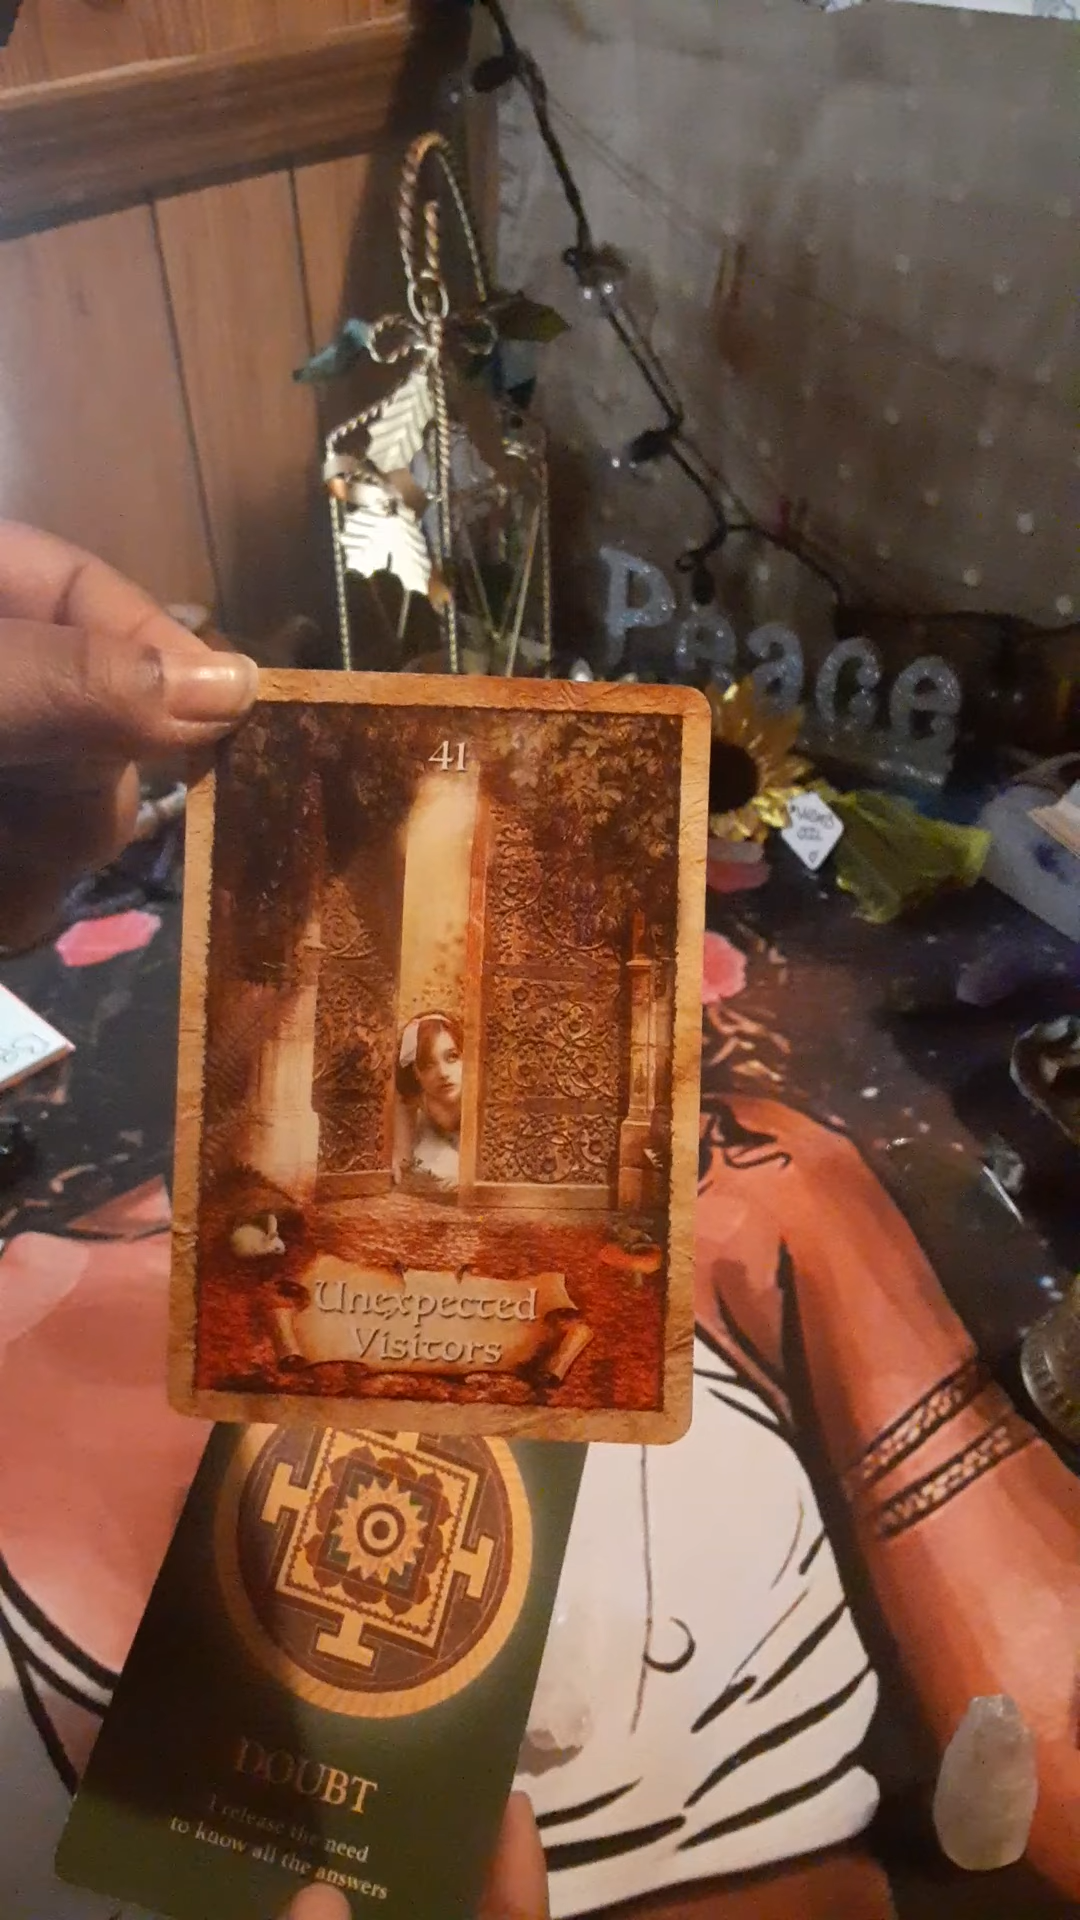 Peace
41
Unexpected
Visitors
DOUBT
I release the need
to know all the answers